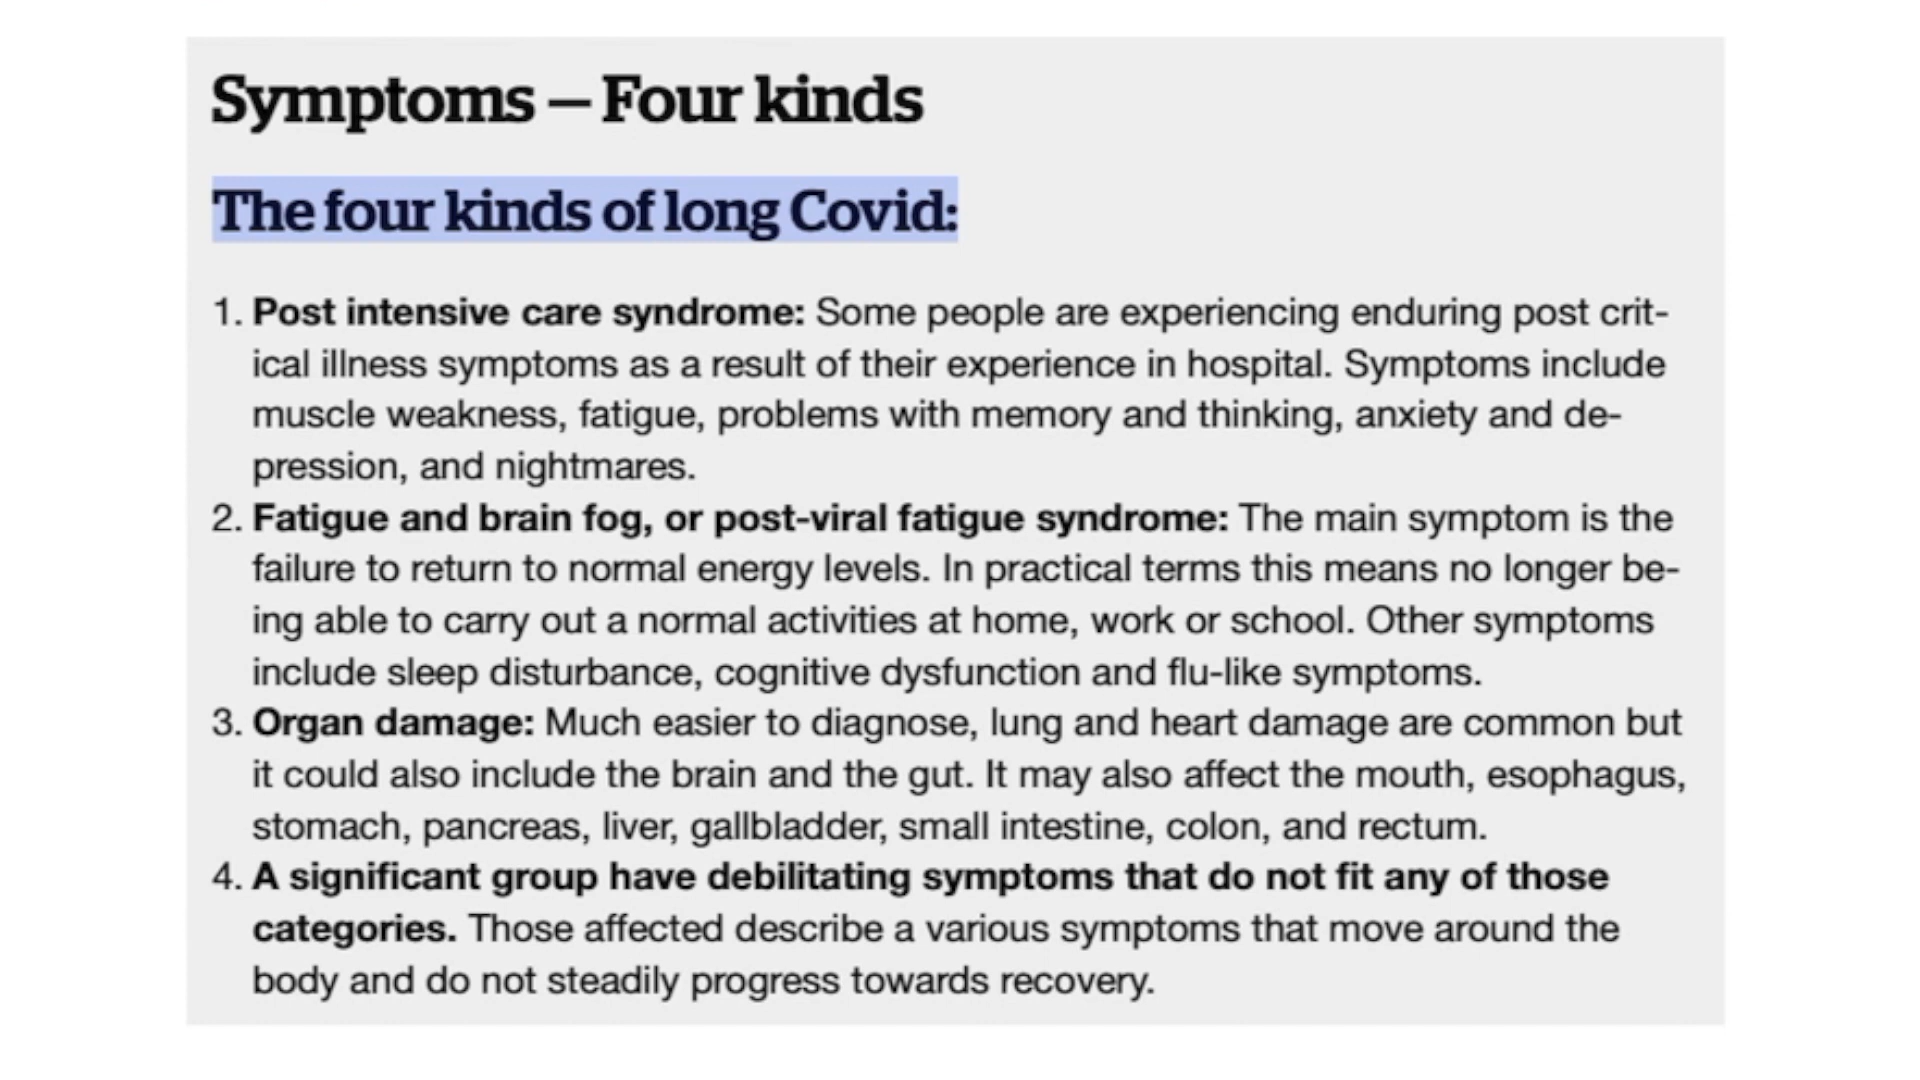 Symptoms – Four kinds
The four kinds of long Covid:
1. Post intensive care syndrome: Some people are experiencing enduring post crit-
ical illness symptoms as a result of their experience in hospital. Symptoms include
muscle weakness, fatigue, problems with memory and thinking, anxiety and de-
pression, and nightmares.
2. Fatigue and brain fog, or post-viral fatigue syndrome: The main symptom is the
failure to return to normal energy levels. In practical terms this means no longer be-
ing able to carry out a normal activities at home, work or school. Other symptoms
include sleep disturbance, cognitive dysfunction and flu-like symptoms.
3. Organ damage: Much easier to diagnose, lung and heart damage are common but
it could also include the brain and the gut. It may also affect the mouth, esophagus,
stomach, pancreas, liver, gallbladder, small intestine, colon, and rectum.
4. A significant group have debilitating symptoms that do not fit any of those
categories. Those affected describe a various symptoms that move around the
body and do not steadily progress towards recovery.